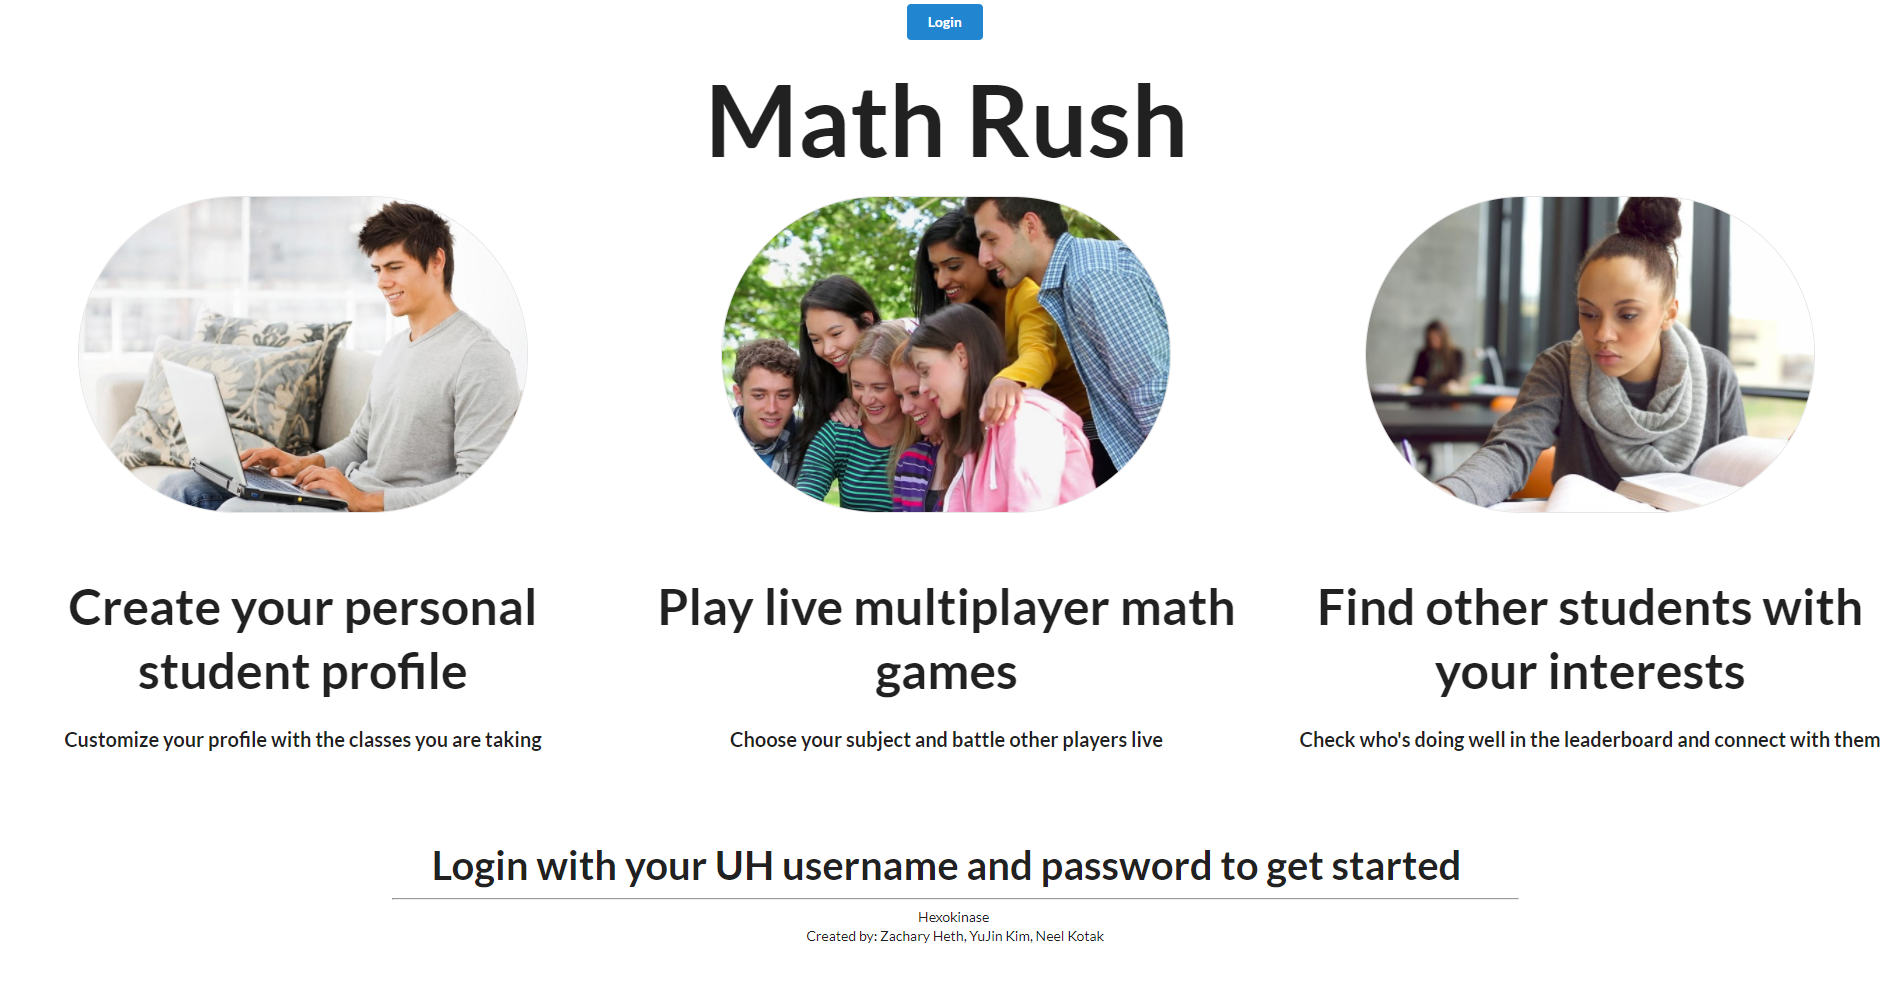 Login
Math Rush
Create your personal
student profile
Customize your profile with the classes you are taking
Play live multiplayer math
games
Choose your subject and battle other players live
Find other students with
your interests
Check who's doing well in the leaderboard and connect with them
Login with your UH username and password to get started
Hexokinase
Created by: Zachary Heth, YuJin Kim, Neel Kotak